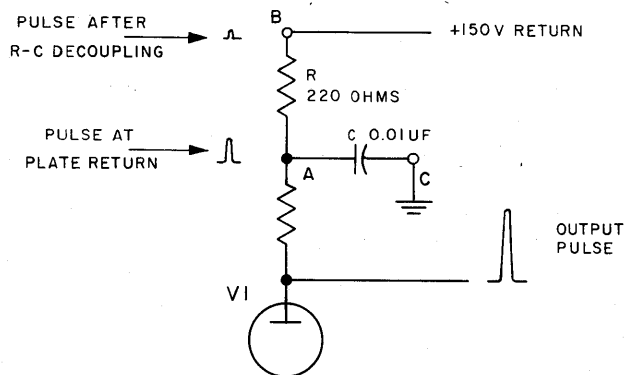 PULSE AFTER
R-C DECOUPLING
B
+150V RETURN
R
220 OHMS
PULSE AT
PLATE RETURN
C 0.01UF
A
C
OUTPUT
PULSE
V1